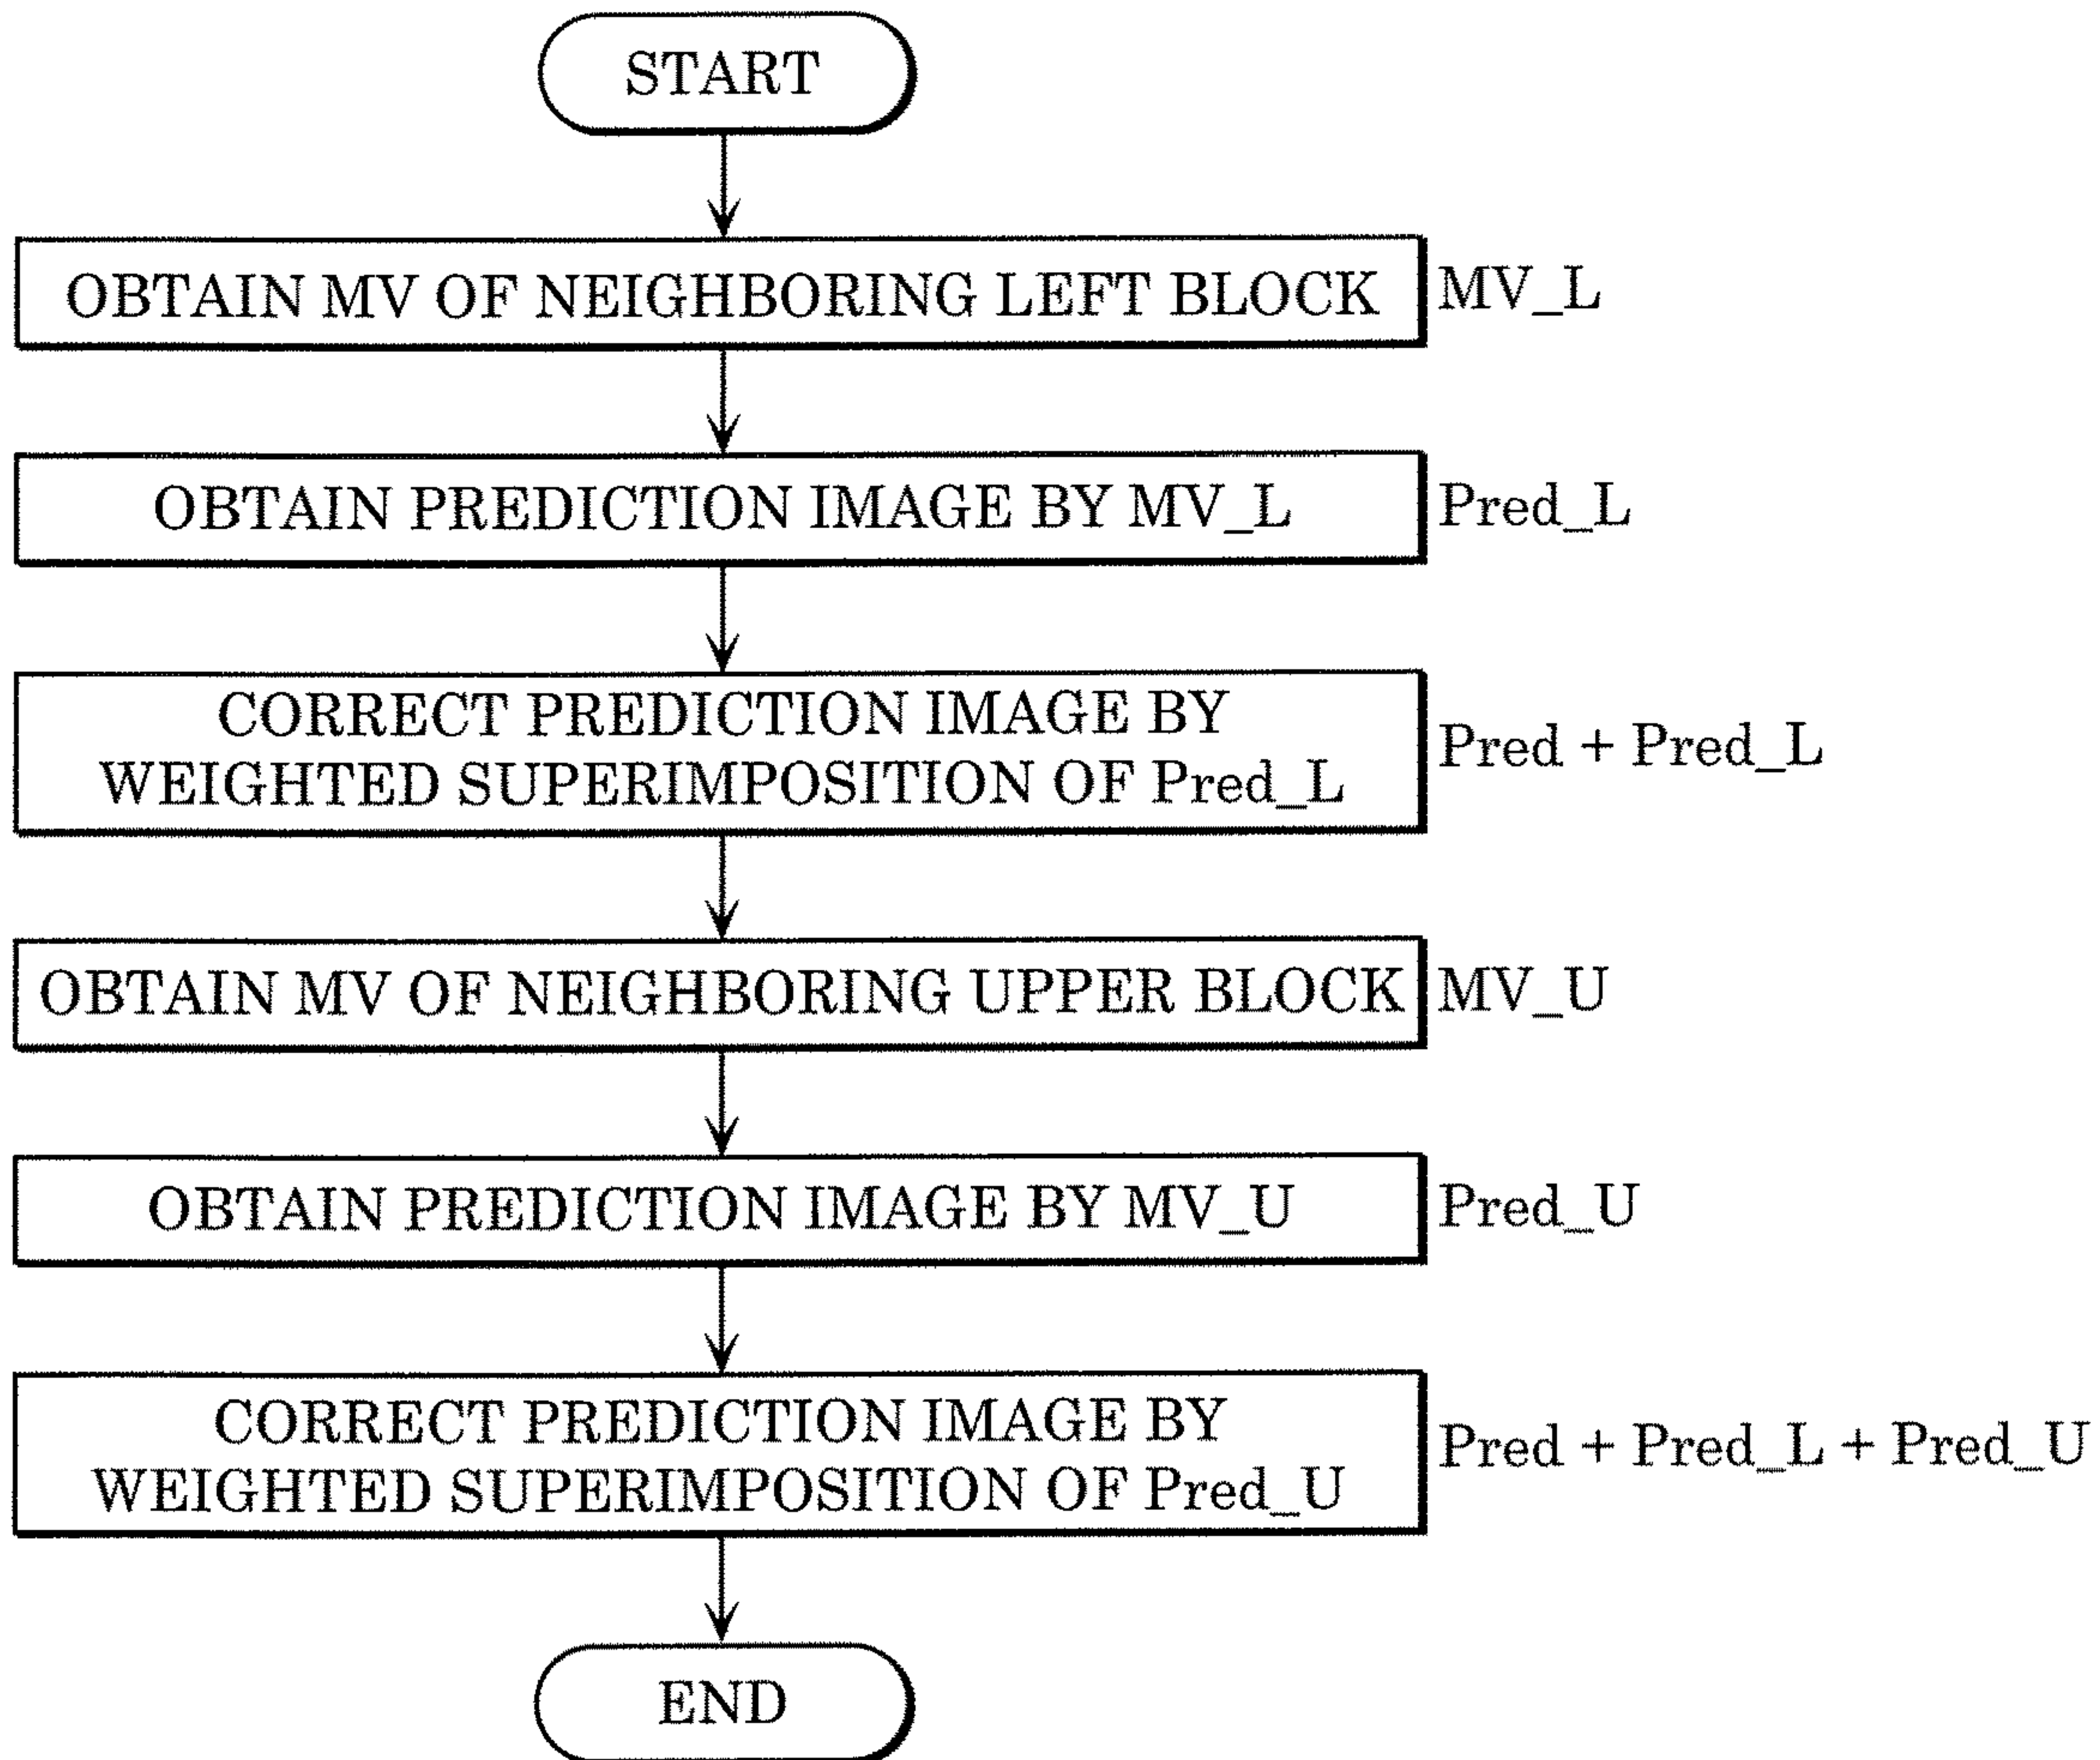 START
OBTAIN MV OF NEIGHBORING LEFT BLOCK
MV_L
OBTAIN PREDICTION IMAGE BY MV_L
Pred_L
CORRECT PREDICTION IMAGE BY
WEIGHTED SUPERIMPOSITION OF Pred_L
Pred + Pred_L
OBTAIN MV OF NEIGHBORING UPPER BLOCK
MV_U
OBTAIN PREDICTION IMAGE BY MV_U
Pred_U
CORRECT PREDICTION IMAGE BY
WEIGHTED SUPERIMPOSITION OF Pred_U
Pred + Pred_L + Pred_U
END